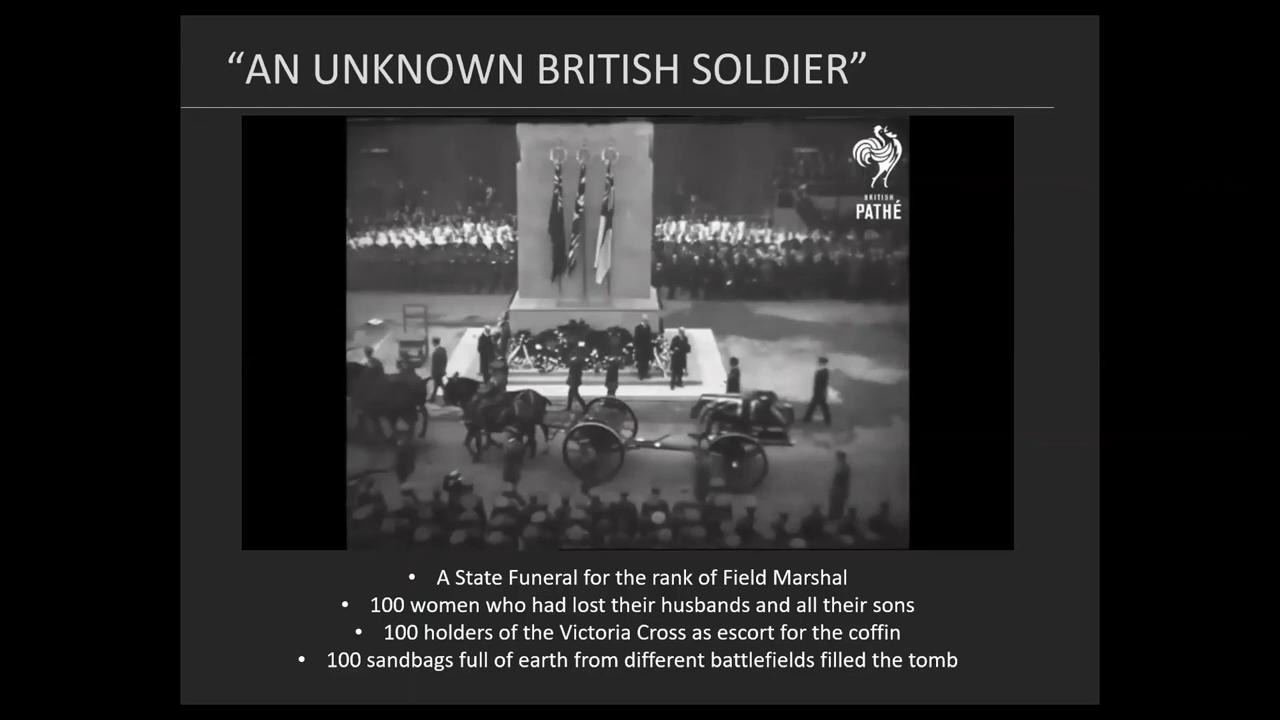 “AN UNKNOWN BRITISH SOLDIER”
BRITISH
PATHÉ
• A State Funeral for the rank of Field Marshal
• 100 women who had lost their husbands and all their sons
• 100 holders of the Victoria Cross as escort for the coffin
• 100 sandbags full of earth from different battlefields filled the tomb